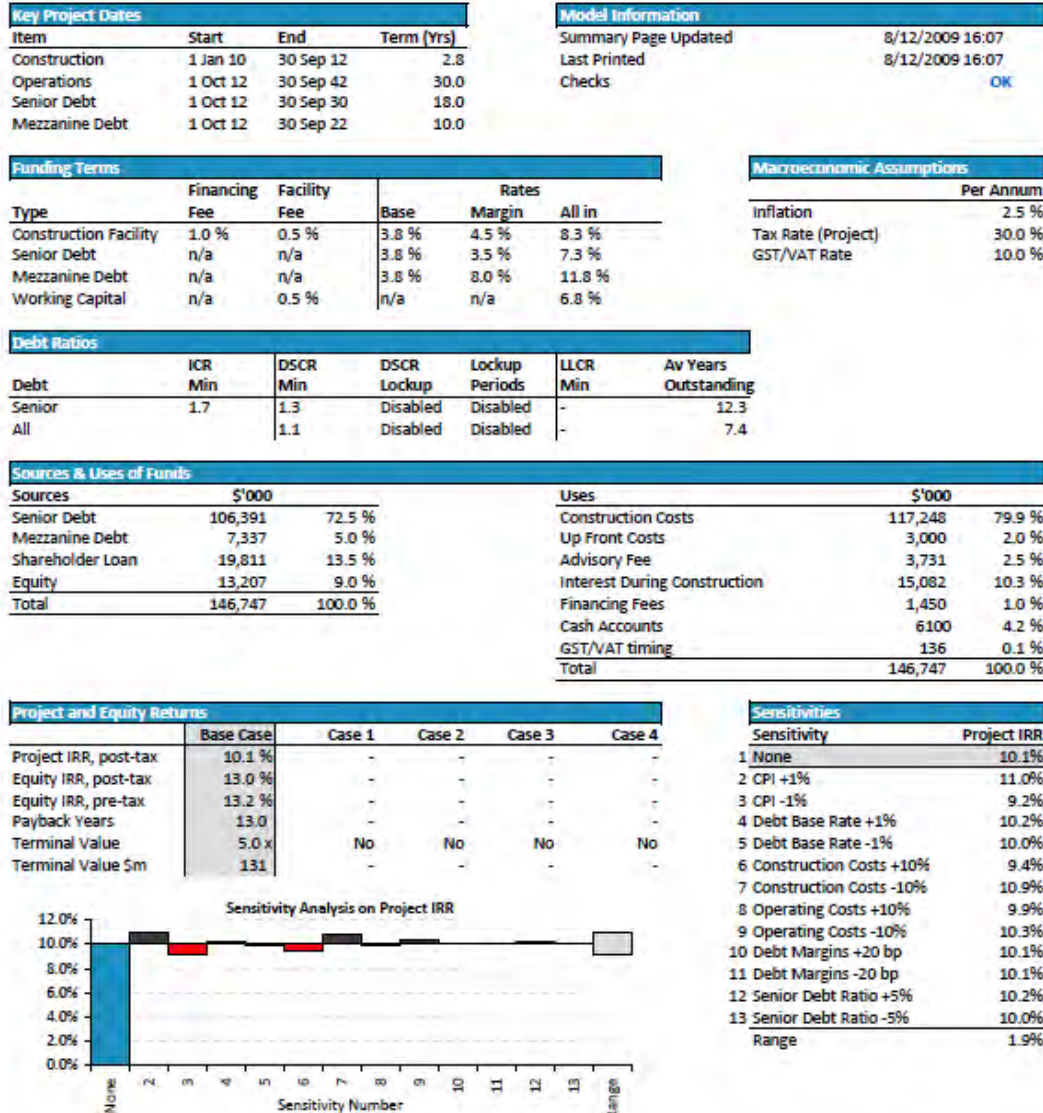 Key Project Dates
Item Start End Term (Yrs)
Construction 1 Jan 10 30 Sep 12 2.8
Operations 1 Oct 12 30 Sep 42 30.0
Senior Debt 1 Oct 12 30 Sep 30 18.0
Mezzanine Debt 1 Oct 12 30 Sep 22 10.0
Model Information
Summary Page Updated 8/12/2009 16:07
Last Printed 8/12/2009 16:07
Checks OK
Funding Terms
Financing Facility Rates
Type Fee Fee Base Margin All in
Construction Facility 1.0 % 0.5 % 3.8 % 4.5 % 8.3 %
Senior Debt n/a n/a 3.8 % 3.5 % 7.3 %
Mezzanine Debt n/a n/a 3.8 % 8.0 % 11.8 %
Working Capital n/a 0.5 % n/a n/a 6.8 %
Macroeconomic Assumptions
Per Annum
Inflation 2.5 %
Tax Rate (Project) 30.0 %
GST/VAT Rate 10.0 %
Debt Ratios
ICR DSCR DSCR Lockup LLCR Av Years
Debt Min Min Lockup Periods Min Outstanding
Senior 1.7 1.3 Disabled Disabled - 12.3
All 1.1 Disabled Disabled - 7.4
Sources & Uses of Funds
Sources $'000
Senior Debt 106,391 72.5 %
Mezzanine Debt 7,337 5.0 %
Shareholder Loan 19,811 13.5 %
Equity 13,207 9.0 %
Total 146,747 100.0 %
Uses $'000
Construction Costs 117,248 79.9 %
Up Front Costs 3,000 2.0 %
Advisory Fee 3,731 2.5 %
Interest During Construction 15,082 10.3 %
Financing Fees 1,450 1.0 %
Cash Accounts 6100 4.2 %
GST/VAT timing 136 0.1 %
Total 146,747 100.0 %
Project and Equity Returns
Base Case Case 1 Case 2 Case 3 Case 4
Project IRR, post-tax 10.1 % - - - -
Equity IRR, post-tax 13.0 % - - - -
Equity IRR, pre-tax 13.2 % - - - -
Payback Years 13.0 - - - -
Terminal Value 5.0 x No No No No
Terminal Value $m 131 - - - -
Sensitivities
Sensitivity Project IRR
1 None 10.1%
2 CPI +1% 11.0%
3 CPI -1% 9.2%
4 Debt Base Rate +1% 10.2%
5 Debt Base Rate -1% 10.0%
6 Construction Costs +10% 9.4%
7 Construction Costs -10% 10.9%
8 Operating Costs +10% 9.9%
9 Operating Costs -10% 10.3%
10 Debt Margins +20 bp 10.1%
11 Debt Margins -20 bp 10.1%
12 Senior Debt Ratio +5% 10.2%
13 Senior Debt Ratio -5% 10.0%
Range 1.9%
Sensitivity Analysis on Project IRR
12.0%
10.0%
8.0%
6.0%
4.0%
2.0%
0.0%
None 2 3 4 5 6 7 8 9 10 11 12 13
Sensitivity Number